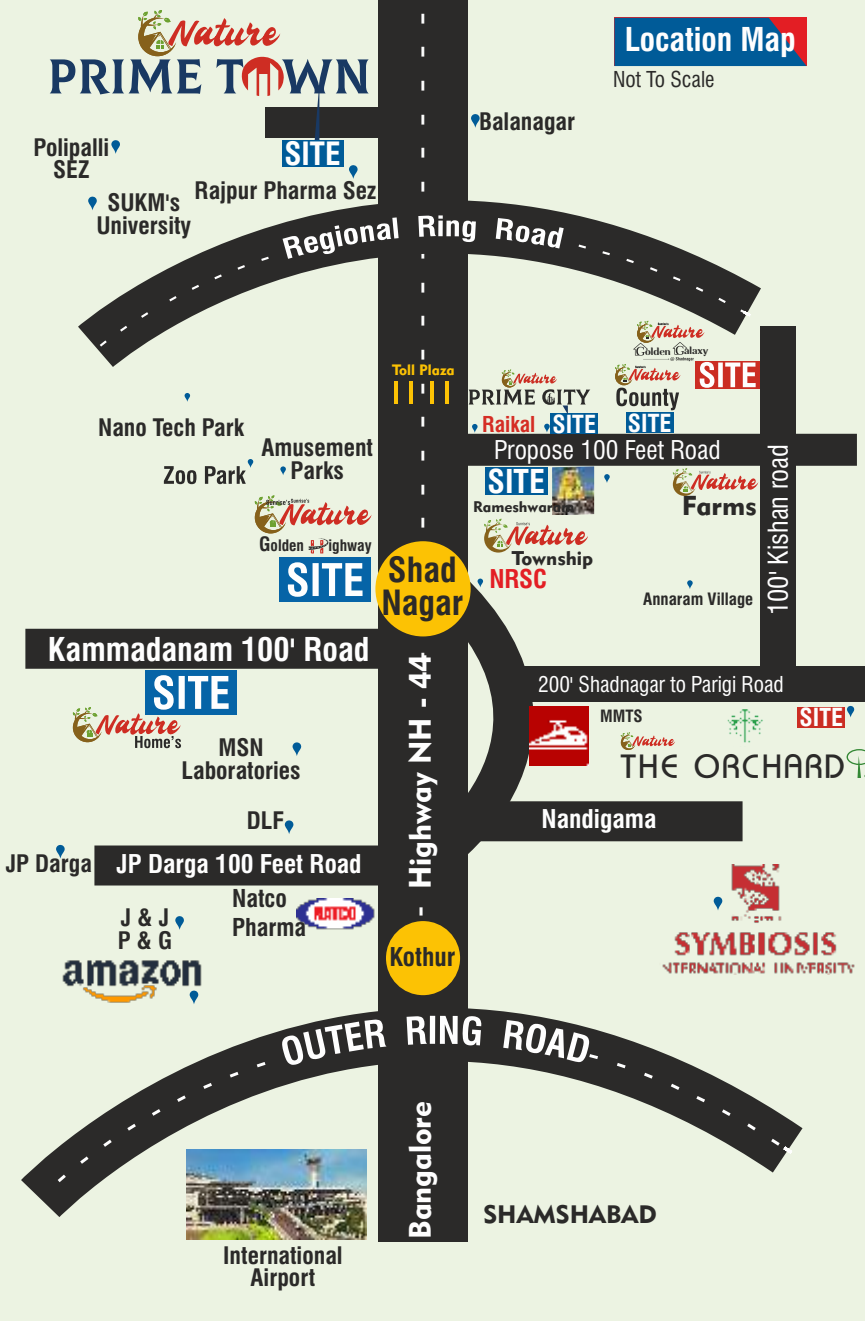 Nature
PRIME TOWN
Location Map
Not To Scale
Balanagar
Polipalli
SEZ
SITE
Rajpur Pharma Sez
SUKM's
University
Regional Ring Road
Toll Plaza
Nature
Golden Galaxy
@ Shadnagar
SITE
Nature
PRIME CITY
Nature
County
Raikal
SITE
SITE
Propose 100 Feet Road
100' Kishan road
Nano Tech Park
Amusement
Parks
Zoo Park
SITE
Rameshwaram
Nature
Farms
Sunrise's
Nature
Golden Highway
SITE
Nature
Township
NRSC
Annaram Village
Shad
Nagar
Kammadanam 100' Road
SITE
Nature
Home's
Highway NH - 44
200' Shadnagar to Parigi Road
MMTS
SITE
Nature
THE ORCHARD
MSN
Laboratories
DLF
Nandigama
JP Darga
JP Darga 100 Feet Road
Natco
Pharma
NATCO
J & J
P & G
amazon
Kothur
SYMBIOSIS
INTERNATIONAL UNIVERSITY
OUTER RING ROAD
Bangalore
SHAMSHABAD
International
Airport